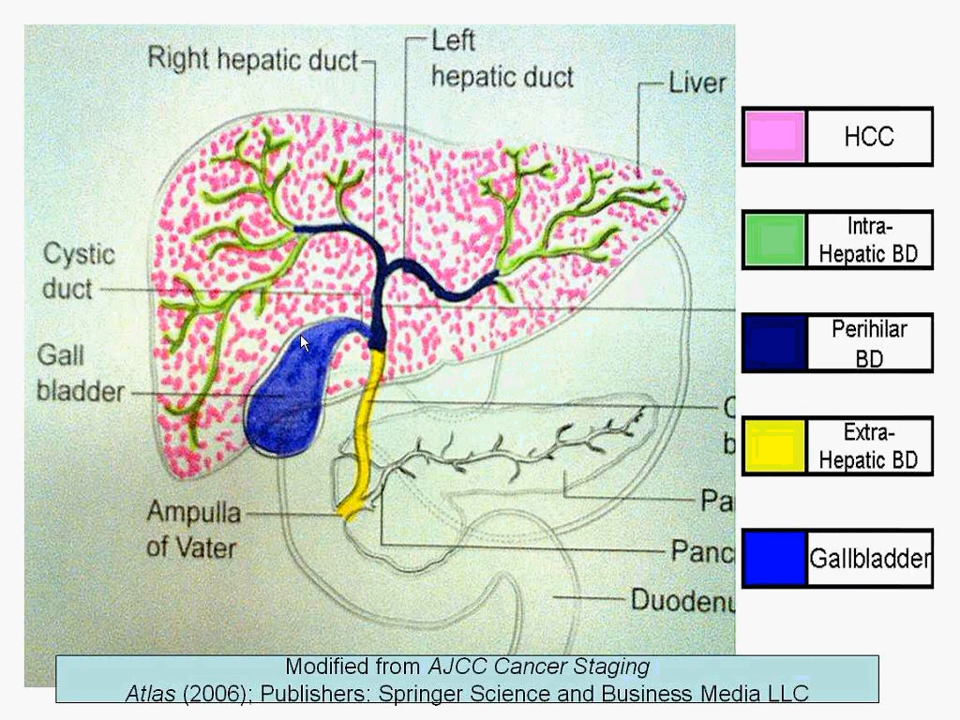 Right hepatic duct
Left
hepatic duct
Liver
Cystic
duct
Gall
bladder
Ampulla
of Vater
C
b
Pa
Panc
Duodenu
HCC
Intra-
Hepatic BD
Perihilar
BD
Extra-
Hepatic BD
Gallbladder
Modified from AJCC Cancer Staging
Atlas (2006); Publishers: Springer Science and Business Media LLC